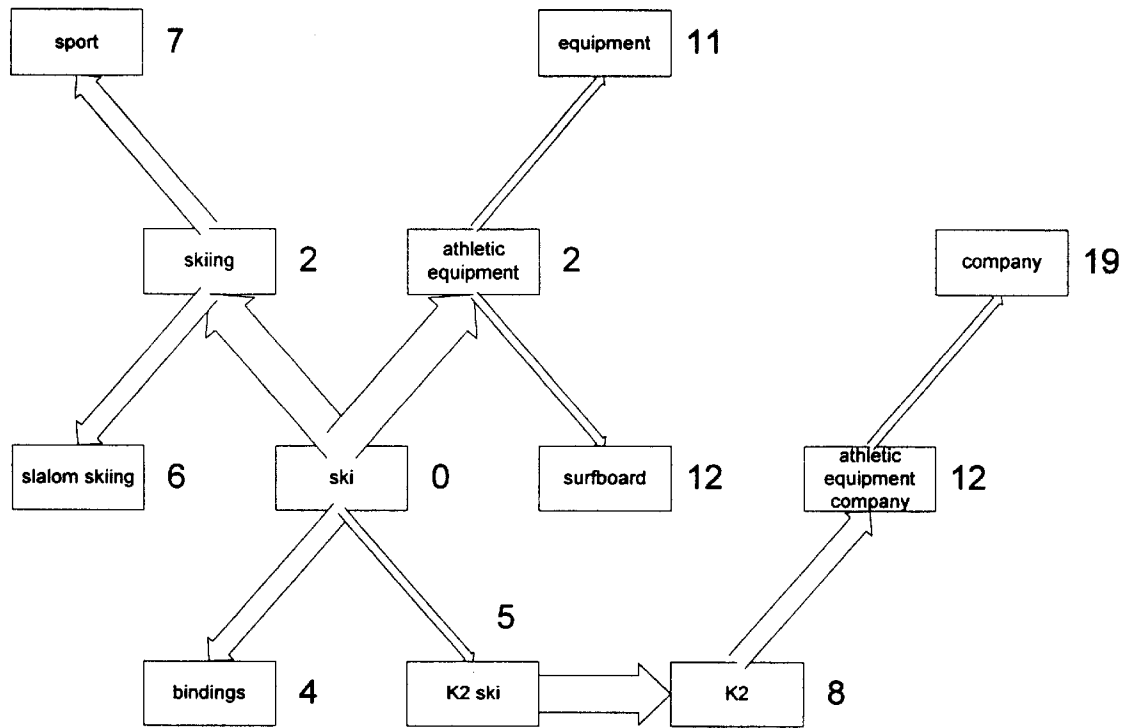 sport 7
equipment 11
skiing 2
athletic
equipment 2
company 19
slalom skiing 6
ski 0
surfboard 12
athletic
equipment
company 12
bindings 4
5
K2 ski
K2 8